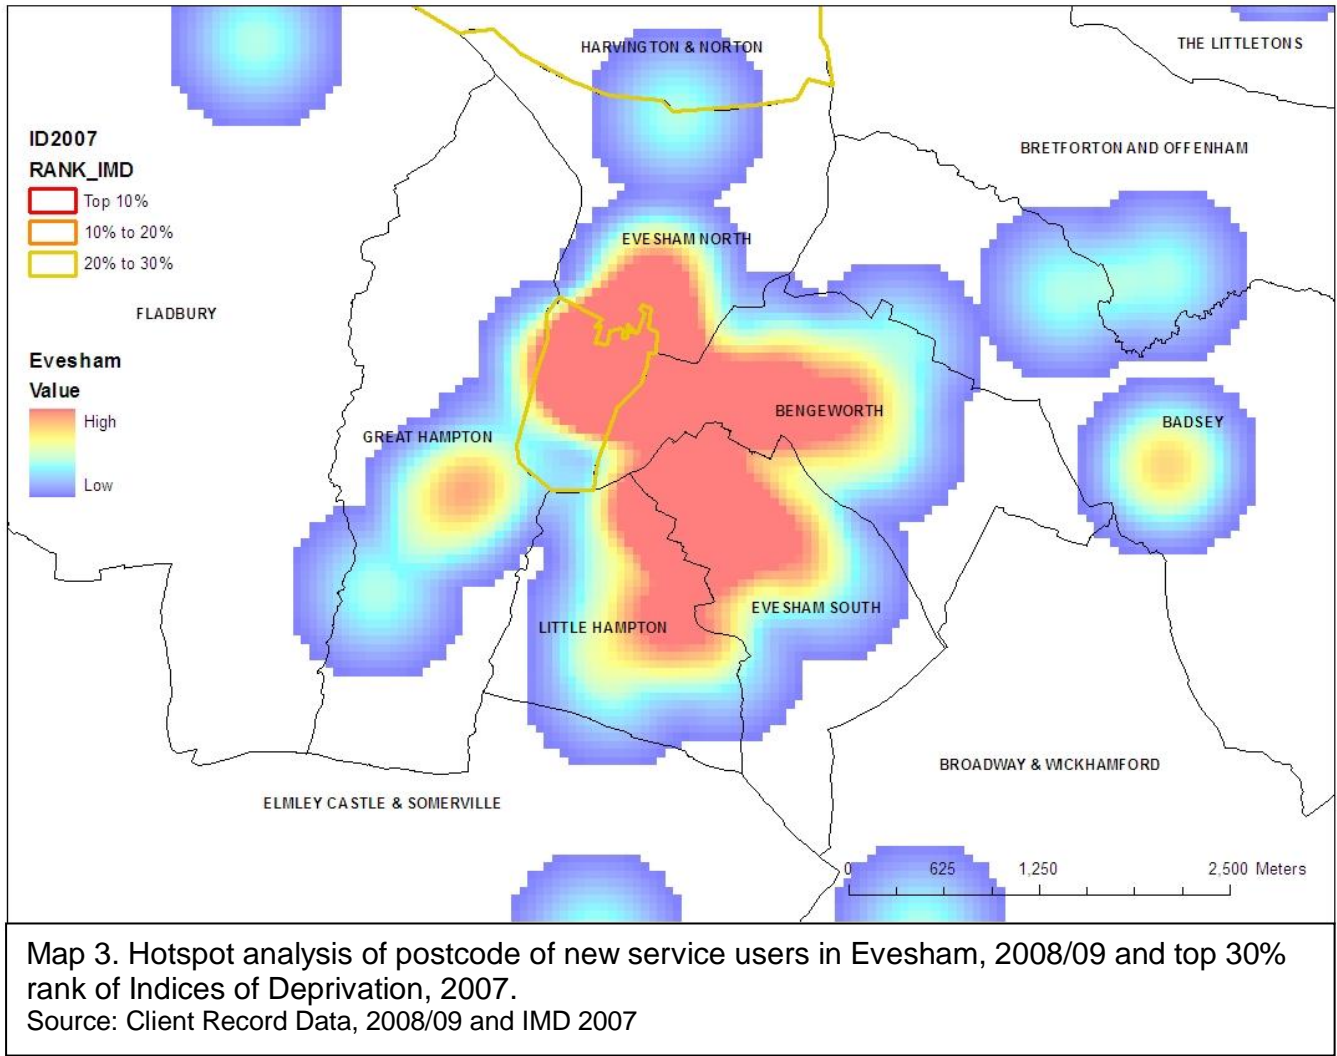 HARVINGTON & NORTON
THE LITTLETONS
ID2007
RANK_IMD
Top 10%
10% to 20%
20% to 30%
BRETFORTON AND OFFENHAM
EVESHAM NORTH
FLADBURY
Evesham
Value
High
Low
GREAT HAMPTON
BENGEWORTH
BADSEY
EVESHAM SOUTH
LITTLE HAMPTON
BROADWAY & WICKHAMFORD
ELMLEY CASTLE & SOMERVILLE
0 625 1,250 2,500 Meters
Map 3. Hotspot analysis of postcode of new service users in Evesham, 2008/09 and top 30%
rank of Indices of Deprivation, 2007.
Source: Client Record Data, 2008/09 and IMD 2007